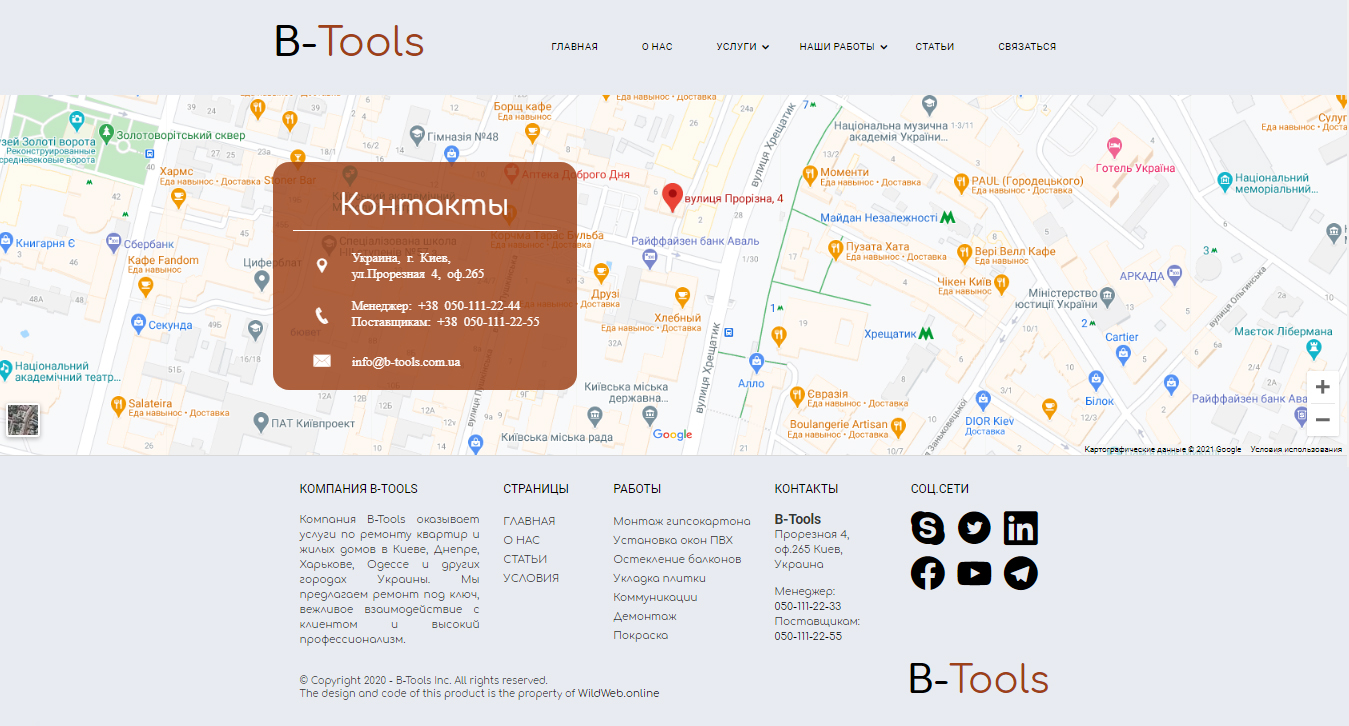 B-Tools
ГЛАВНАЯ
О НАС
УСЛУГИ
НАШИ РАБОТЫ
СТАТЬИ
СВЯЗАТЬСЯ
Золотоворітський сквер
Золоті ворота
Реконструированные
средневековые ворота
Хармс
Еда навынос • Доставка
Stoner Bar
Борщ кафе
Еда навынос
Гімназія №48
Еда навынос • Доставка
7
Національна музична
академія України...
1-3/11
Готель Україна
Національний
меморіальний...
Аптека Доброго Дня
вулиця Прорізна, 4
вулиця Хрещатик
Моменти
Еда навынос • Доставка
PAUL (Городецького)
Еда навынос • Доставка
Майдан Незалежності
Книгарня Є
Сбербанк
Кафе Fandom
Еда навынос
Циферблат
Секунда
Райффайзен банк Аваль
Друзі
Еда навынос
Хлебный
Еда навынос • Доставка
Пузата Хата
Еда навынос • Доставка
Вері Велл Кафе
Еда навынос
Чікен Київ
Еда навынос
АРКАДА
3
Міністерство
юстиції України
1
2
Хрещатик
Cartier
вулиця Ольгинська
Маєток Лібермана
Національний
академічний театр...
Salateira
Еда навынос • Доставка
ПАТ Київпроект
Київська міська
державна...
Київська міська рада
Google
вулиця Хрещатик
Алло
Євразія
Еда навынос • Доставка
Boulangerie Artisan
Еда навынос • Доставка
DIOR Kiev
Доставка
Білок
Райффайзен банк
Картографические данные © 2021 Google
Условия использования
Контакты
Украина, г. Киев,
ул.Прорезная 4, оф.265
Менеджер: +38 050-111-22-44
Поставщикам: +38 050-111-22-55
info@b-tools.com.ua
КОМПАНИЯ B-TOOLS
Компания B-Tools оказывает
услуги по ремонту квартир и
жилых домов в Киеве, Днепре,
Харькове, Одессе и других
городах Украины. Мы
предлагаем ремонт под ключ,
вежливое взаимодействие с
клиентом и высокий
профессионализм.
СТРАНИЦЫ
ГЛАВНАЯ
О НАС
СТАТЬИ
УСЛОВИЯ
РАБОТЫ
Монтаж гипсокартона
Установка окон ПВХ
Остекление балконов
Укладка плитки
Коммуникации
Демонтаж
Покраска
КОНТАКТЫ
B-Tools
Прорезная 4,
оф.265 Киев,
Украина
Менеджер:
050-111-22-33
Поставщикам:
050-111-22-55
СОЦ.СЕТИ
© Copyright 2020 - B-Tools Inc. All rights reserved.
The design and code of this product is the property of WildWeb.online
B-Tools